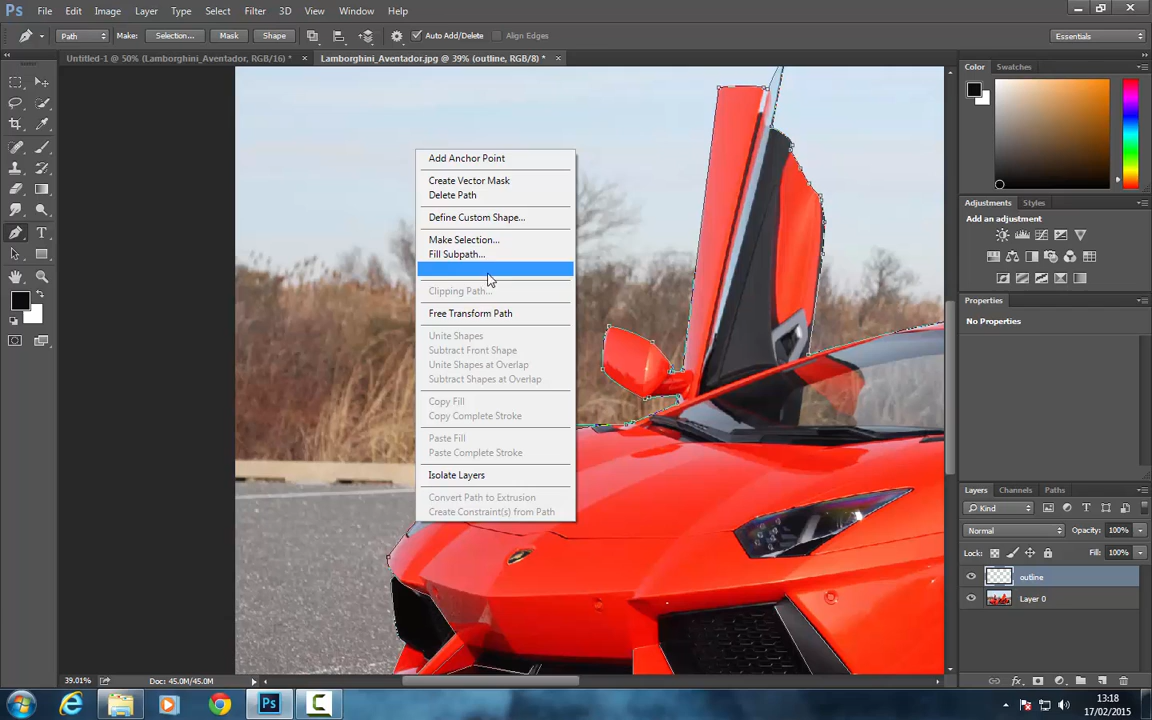 Ps File Edit Image Layer Type Select Filter 3D View Window Help
Path Make: Selection... Mask Shape Auto Add/Delete Align Edges Essentials
Untitled-1 @ 50% (Lamborghini_Aventador, RGB/16) * × Lamborghini_Aventador.jpg @ 39% (outline, RGB/8) * ×
Color Swatches
Add Anchor Point
Create Vector Mask
Delete Path
Define Custom Shape...
Make Selection...
Fill Subpath...
Clipping Path...
Free Transform Path
Unite Shapes
Subtract Front Shape
Unite Shapes at Overlap
Subtract Shapes at Overlap
Copy Fill
Copy Complete Stroke
Paste Fill
Paste Complete Stroke
Isolate Layers
Convert Path to Extrusion
Create Constraint(s) from Path
Adjustments Styles
Add an adjustment
Properties
No Properties
Layers Channels Paths
Kind
Normal Opacity: 100%
Lock: Fill: 100%
outline
Layer 0
39.01% Doc: 45.0M/45.0M
Ps
13:18
17/02/2015